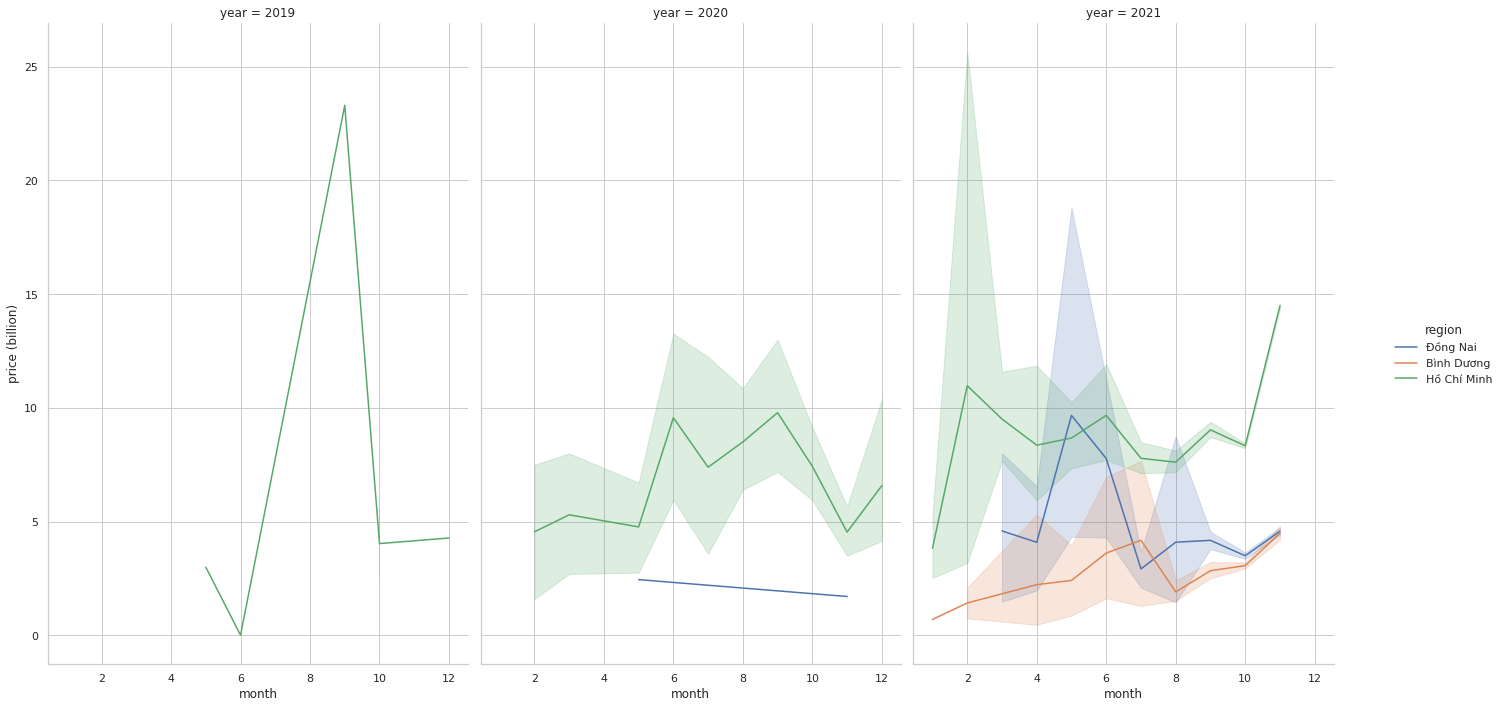 year = 2019
year = 2020
year = 2021
price (billion)
25
20
15
10
5
0
2 4 6 8 10 12
2 4 6 8 10 12
2 4 6 8 10 12
month
month
month
region
Đồng Nai
Bình Dương
Hồ Chí Minh